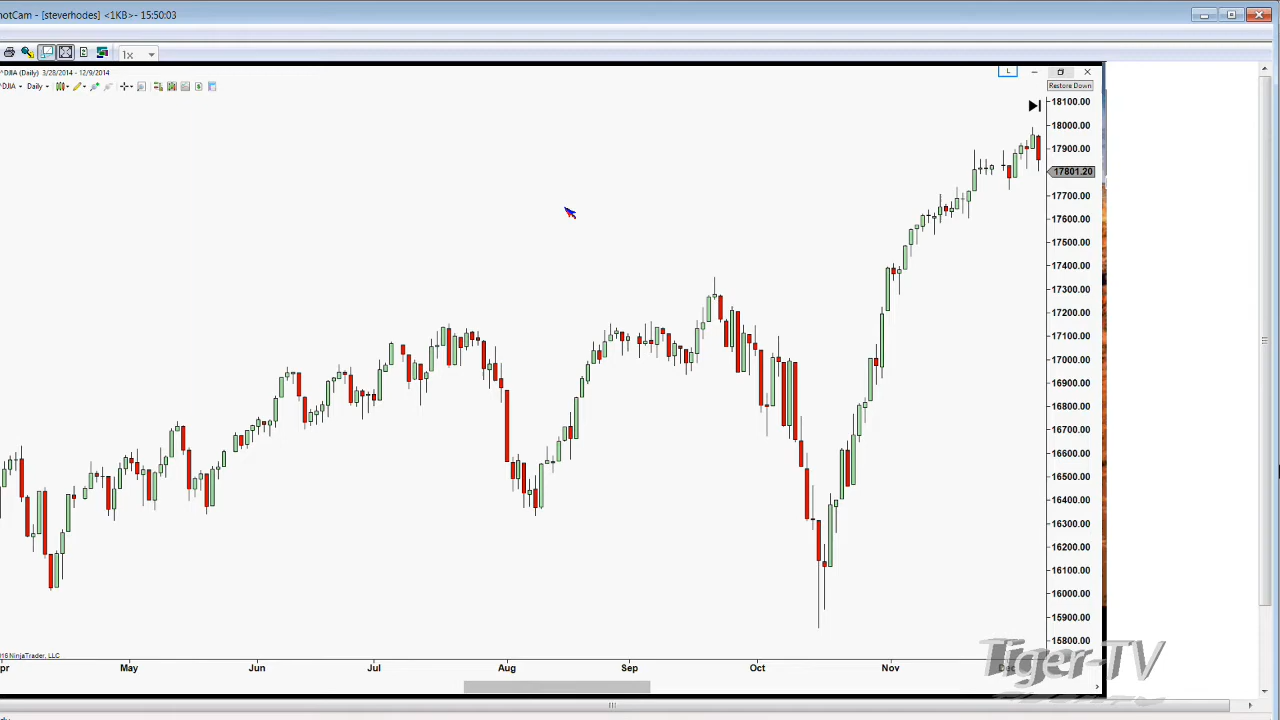 notCam - [steverhodes] <1KB>- 15:50:03
1x
^DJIA (Daily) 3/28/2014 - 12/9/2014
L
^DJIA
Daily
Restore Down
18100.00
18000.00
17900.00
17801.20
17700.00
17600.00
17500.00
17400.00
17300.00
17200.00
17100.00
17000.00
16900.00
16800.00
16700.00
16600.00
16500.00
16400.00
16300.00
16200.00
16100.00
16000.00
15900.00
15800.00
NinjaTrader, LLC
May
Jun
Jul
Aug
Sep
Oct
Nov
Tiger-TV